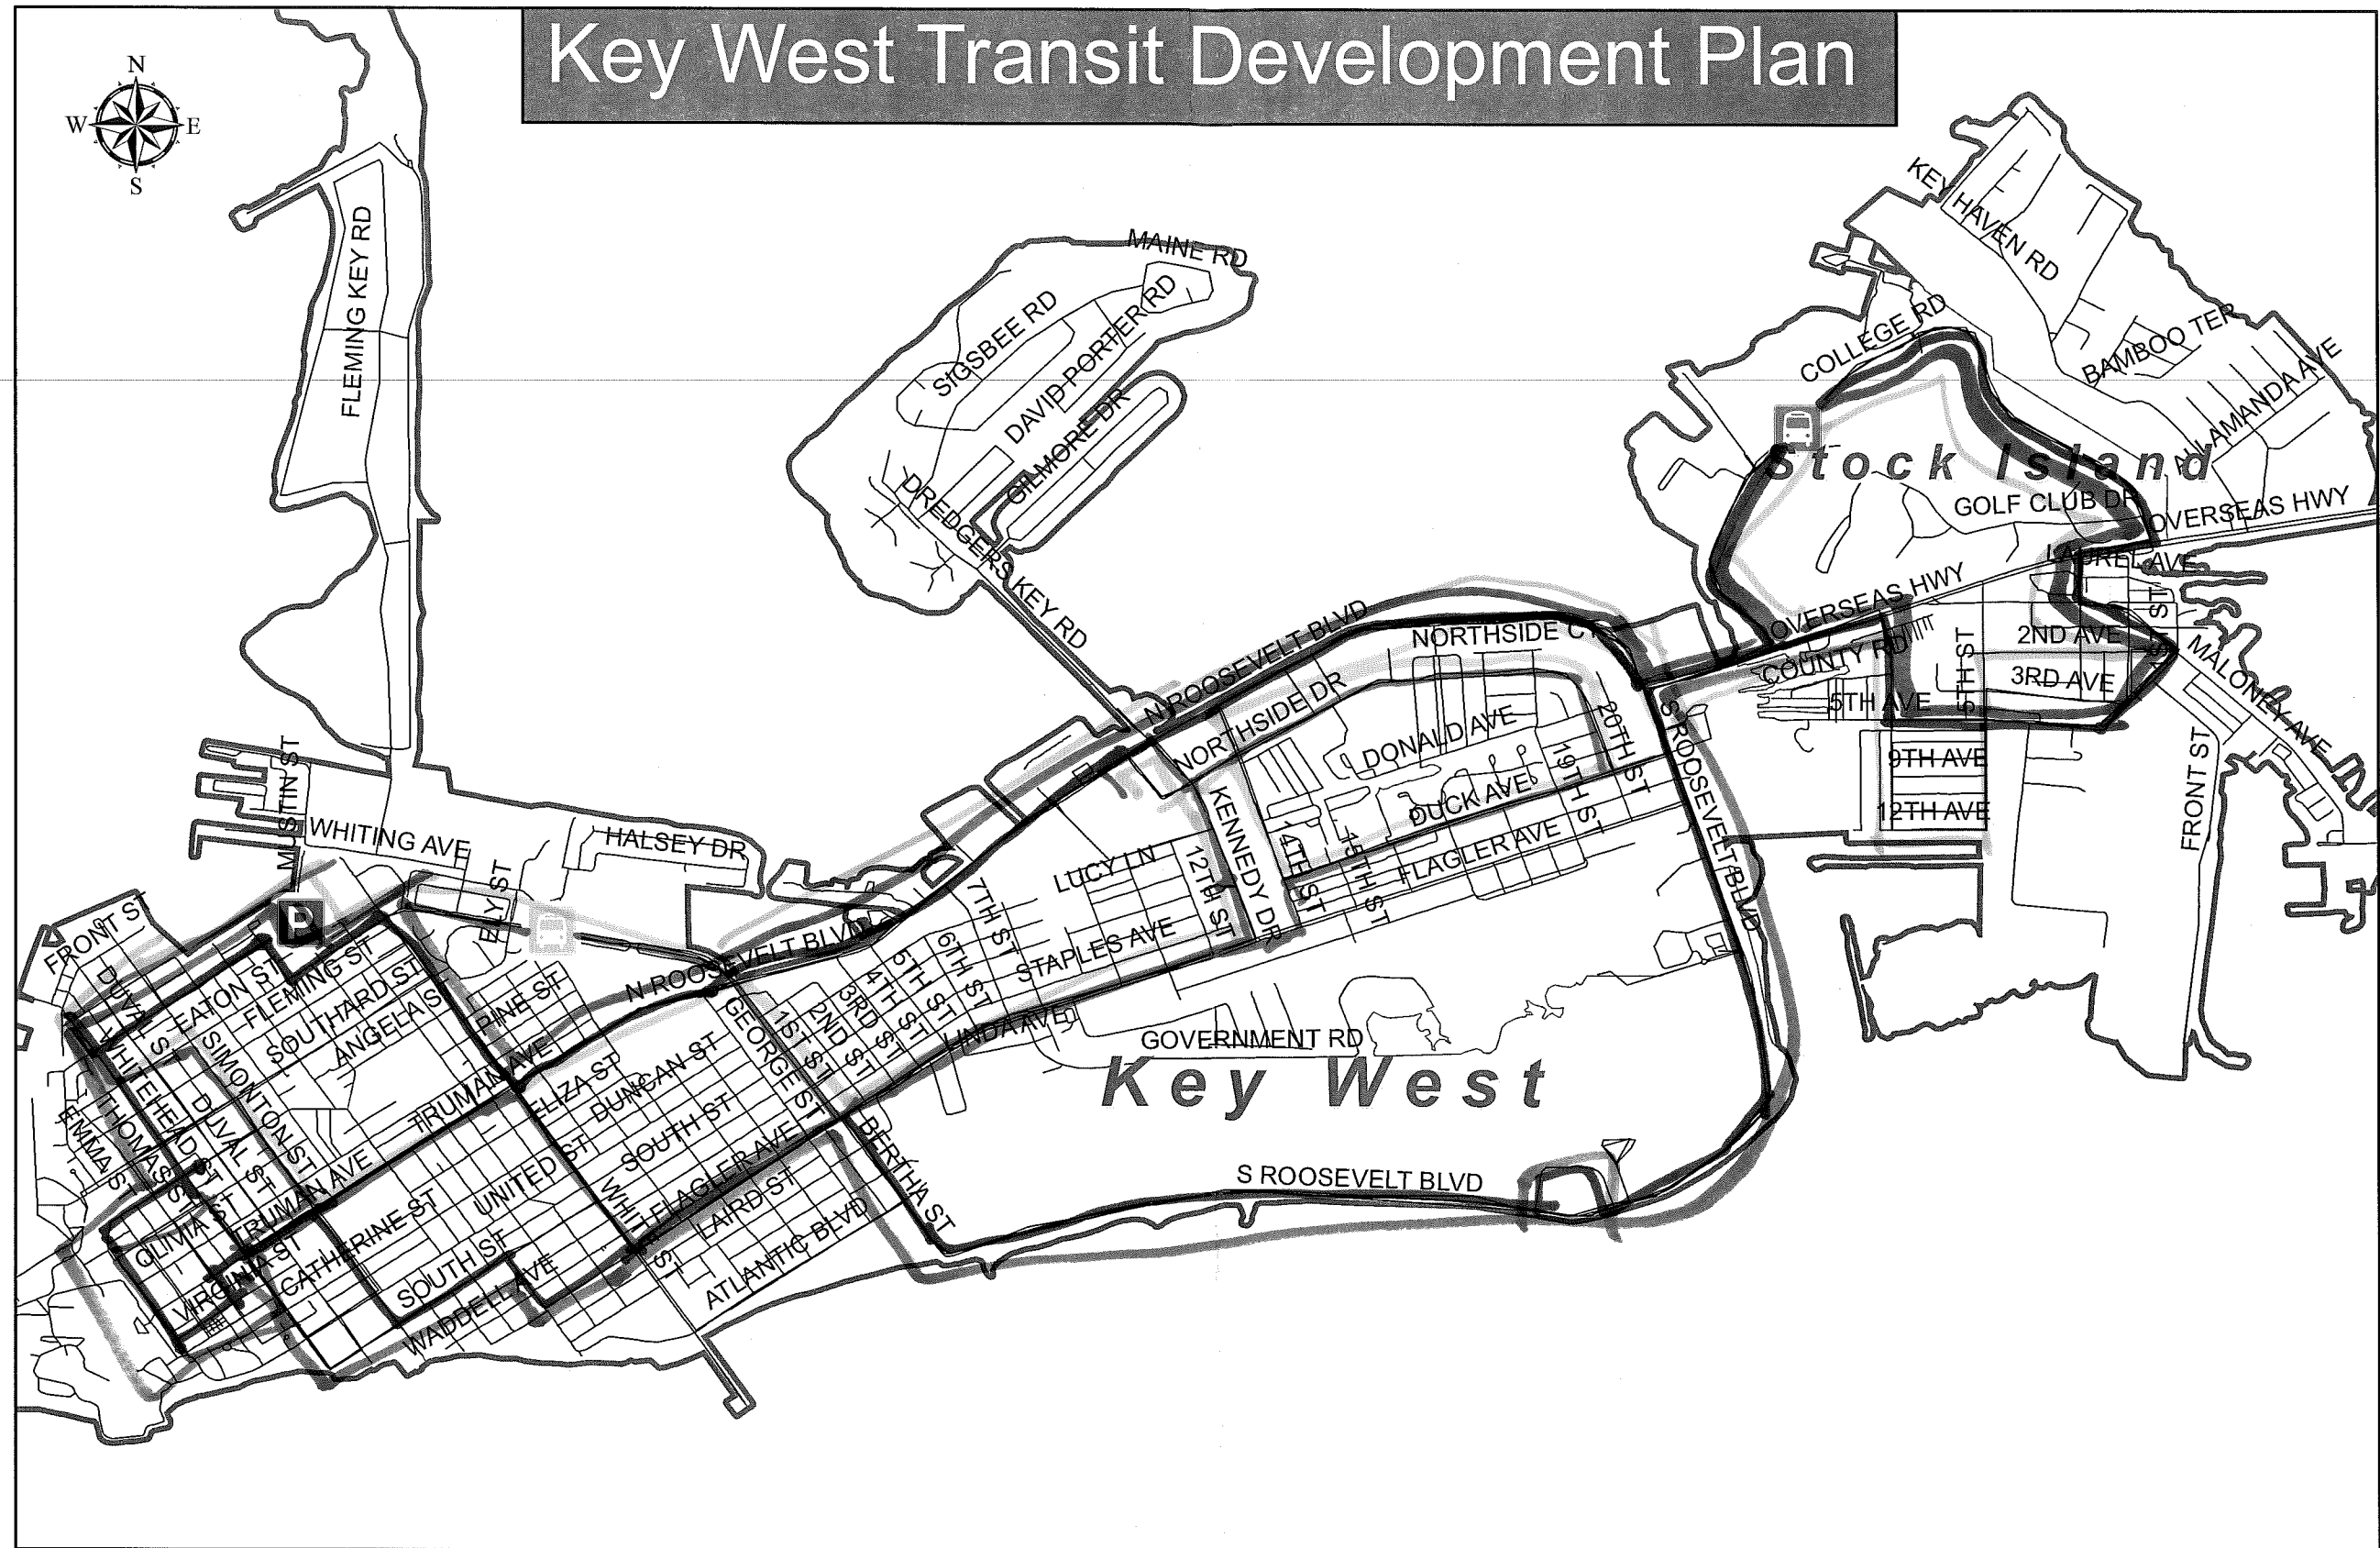 Key West Transit Development Plan
N
W E
S
FLEMING KEY RD
MAINE RD
SIGSBEE RD
DAVID PORTER RD
GILMORE DR
DREDGERS KEY RD
KEY HAVEN RD
COLLEGE RD
BAMBOO TER
ALLAMANDA AVE
Stock Island
GOLF CLUB DR
OVERSEAS HWY
LAUREL AVE
OVERSEAS HWY
COUNTY RD
5TH ST
2ND AVE
3RD AVE
5TH AVE
9TH AVE
12TH AVE
MALONEY AVE
FRONT ST
N ROOSEVELT BLVD
NORTHSIDE CT
NORTHSIDE DR
DONALD AVE
DUCK AVE
19TH ST
20TH ST
S ROOSEVELT BLVD
KENNEDY DR
14TH ST
15TH ST
FLAGLER AVE
LUCY LN
12TH ST
STAPLES AVE
MUSTIN ST
WHITING AVE
HALSEY DR
ELY ST
P
FRONT ST
EATON ST
FLEMING ST
SOUTHARD ST
ANGELA ST
PINE ST
N ROOSEVELT BLVD
7TH ST
6TH ST
5TH ST
4TH ST
3RD ST
2ND ST
1ST ST
GEORGE ST
LINDA AVE
GOVERNMENT RD
Key West
DUVAL ST
WHITEHEAD ST
SIMONTON ST
DUVAL ST
THOMAS ST
EMMA ST
TRUMAN AVE
ELIZA ST
DUNCAN ST
SOUTH ST
UNITED ST
FLAGLER AVE
BERTHA ST
LAIRD ST
ATLANTIC BLVD
S ROOSEVELT BLVD
OLIVIA ST
TRUMAN AVE
VIRGINIA ST
CATHERINE ST
SOUTH ST
WADDELL AVE